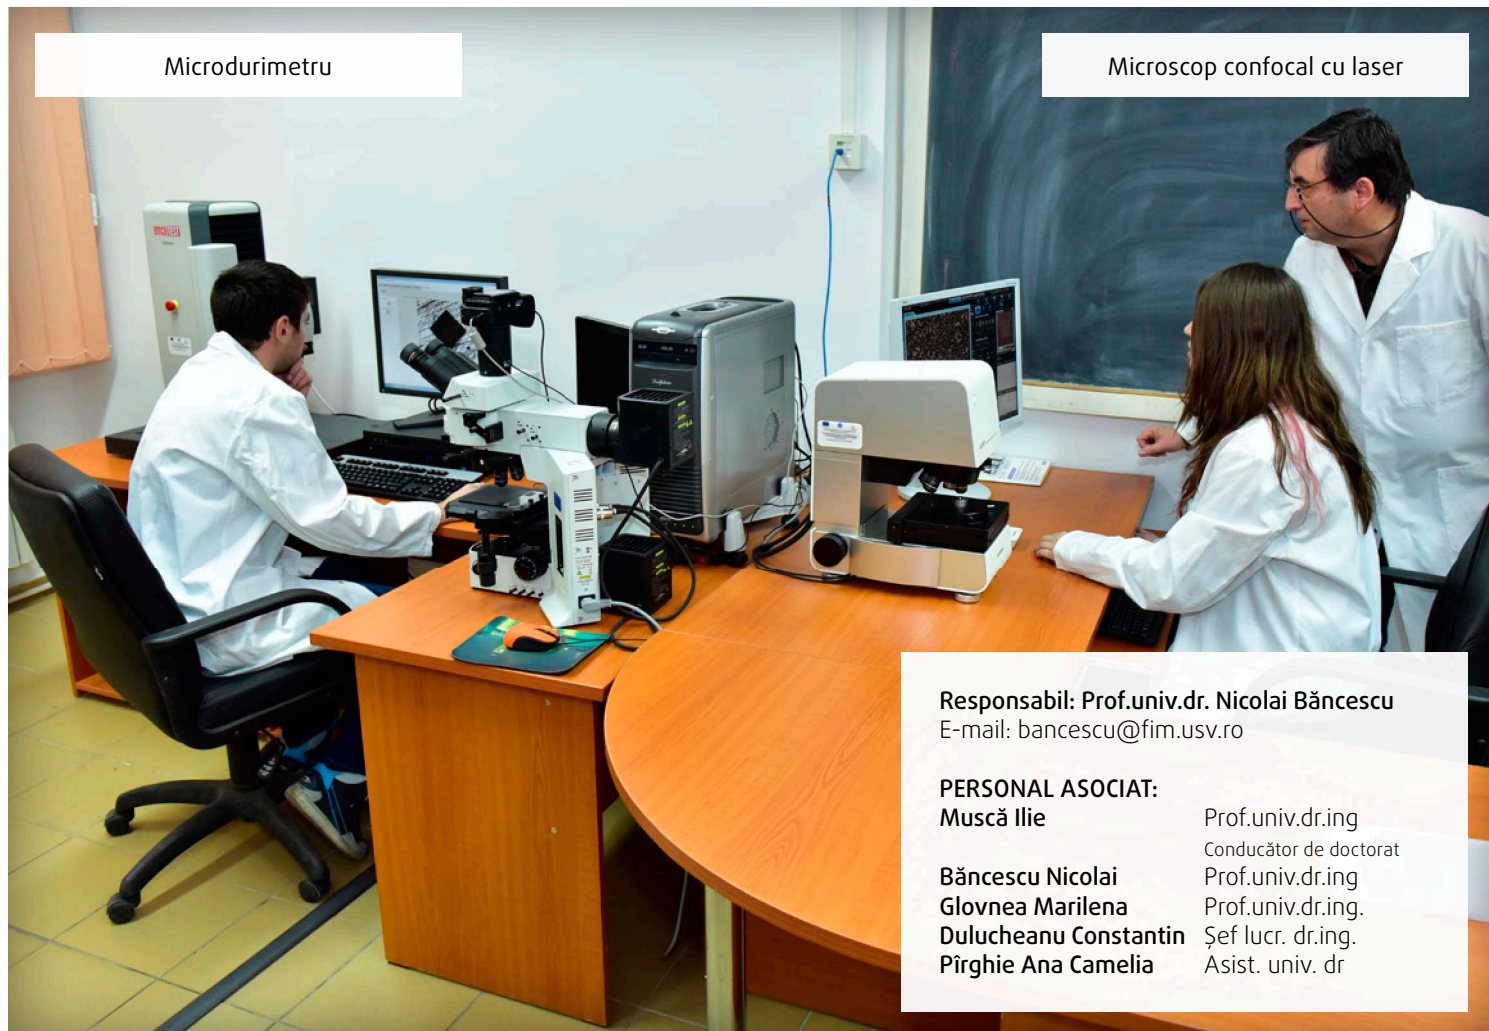 Microdurimetru
Microscop confocal cu laser
Responsabil: Prof.univ.dr. Nicolai Băncescu
E-mail: bancescu@fim.usv.ro
PERSONAL ASOCIAT:
Muscă Ilie Prof.univ.dr.ing
Conducător de doctorat
Băncescu Nicolai Prof.univ.dr.ing
Glovnea Marilena Prof.univ.dr.ing.
Dulucheanu Constantin Șef lucr. dr.ing.
Pîrghie Ana Camelia Asist. univ. dr